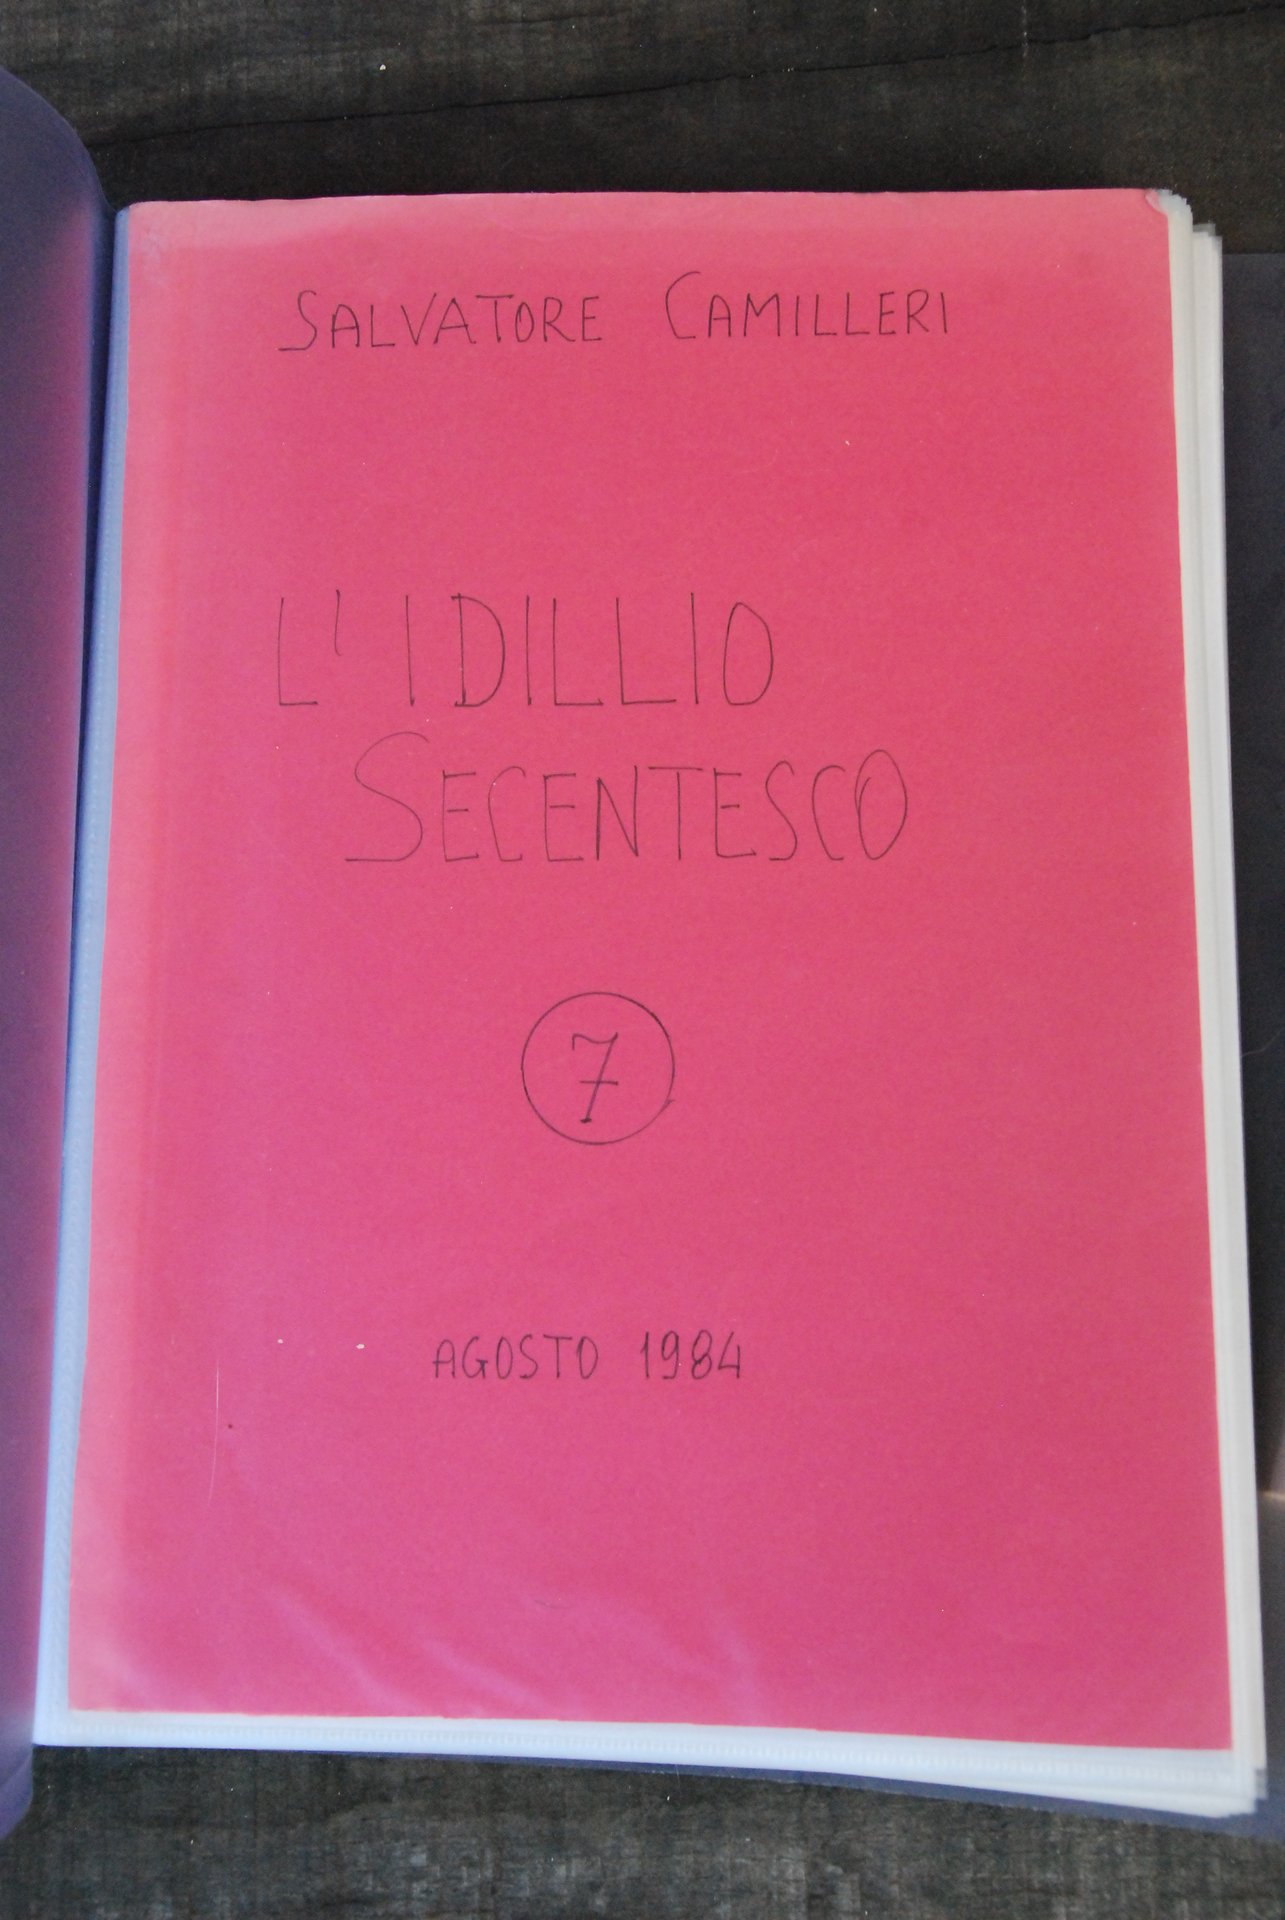 SALVATORE CAMILLERI
L'IDILLIO
SECENTESCO
7
AGOSTO 1984